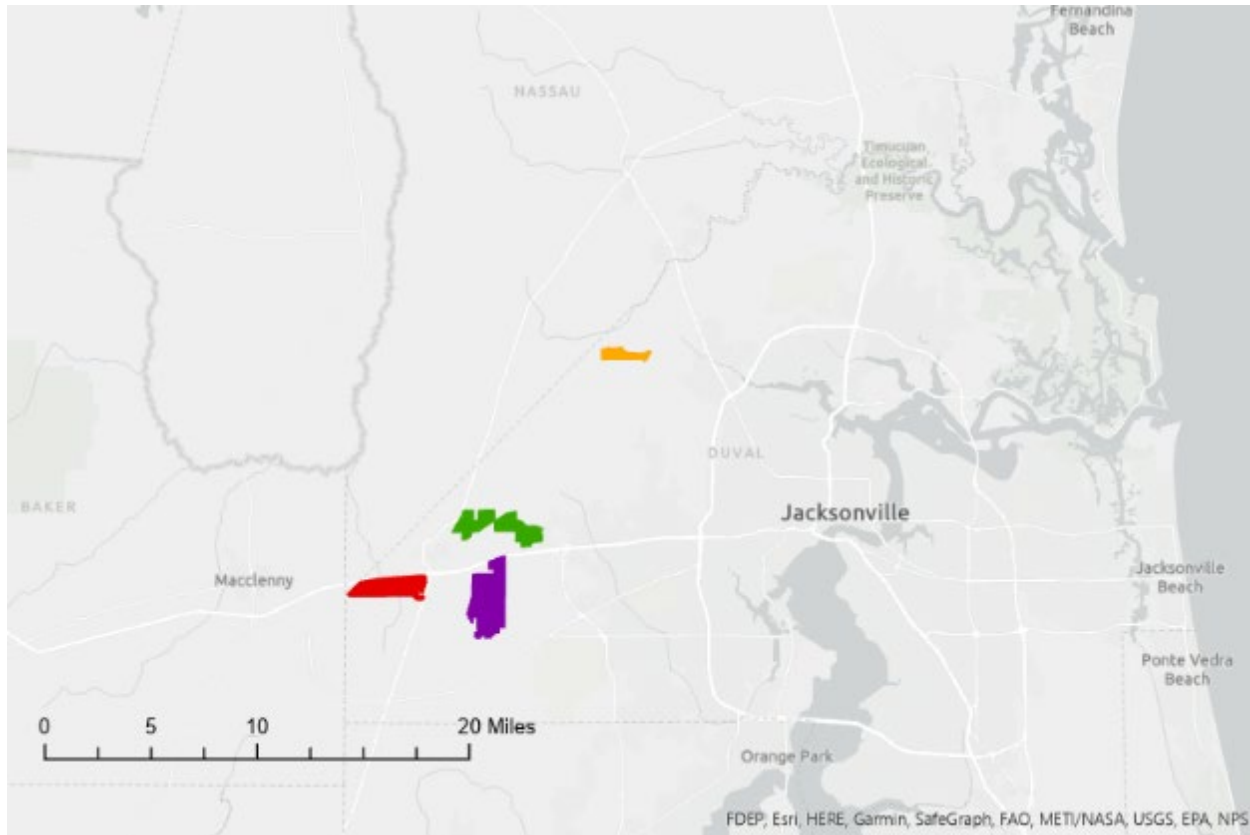 Fernandina
Beach
NASSAU
Timucuan
Ecological
and Historic
Preserve
DUVAL
BAKER
Jacksonville
Macclenny
Jacksonville
Beach
Ponte Vedra
Beach
0 5 10 20 Miles
Orange Park
FDEP, Esri, HERE, Garmin, SafeGraph, FAO, METI/NASA, USGS, EPA, NPS